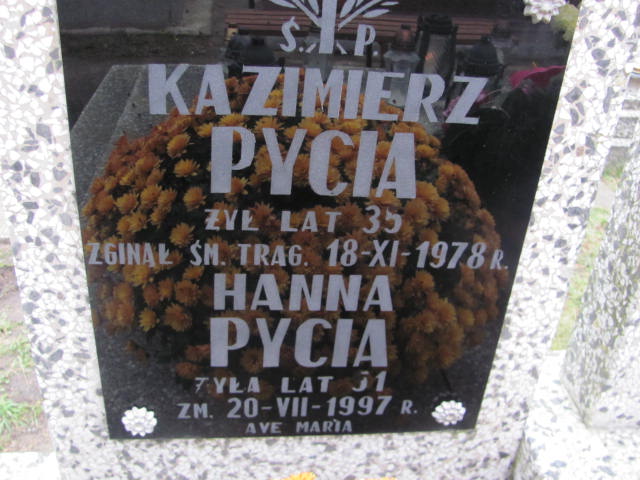 Ś. P
KAZIMIERZ
PYCIA
ŻYŁ LAT 35
ZGINĄŁ ŚM. TRAG. 18-XI-1978 R.
HANNA
PYCIA
ŻYŁA LAT
ZM. 20-VII-1997 R.
AVE MARIA